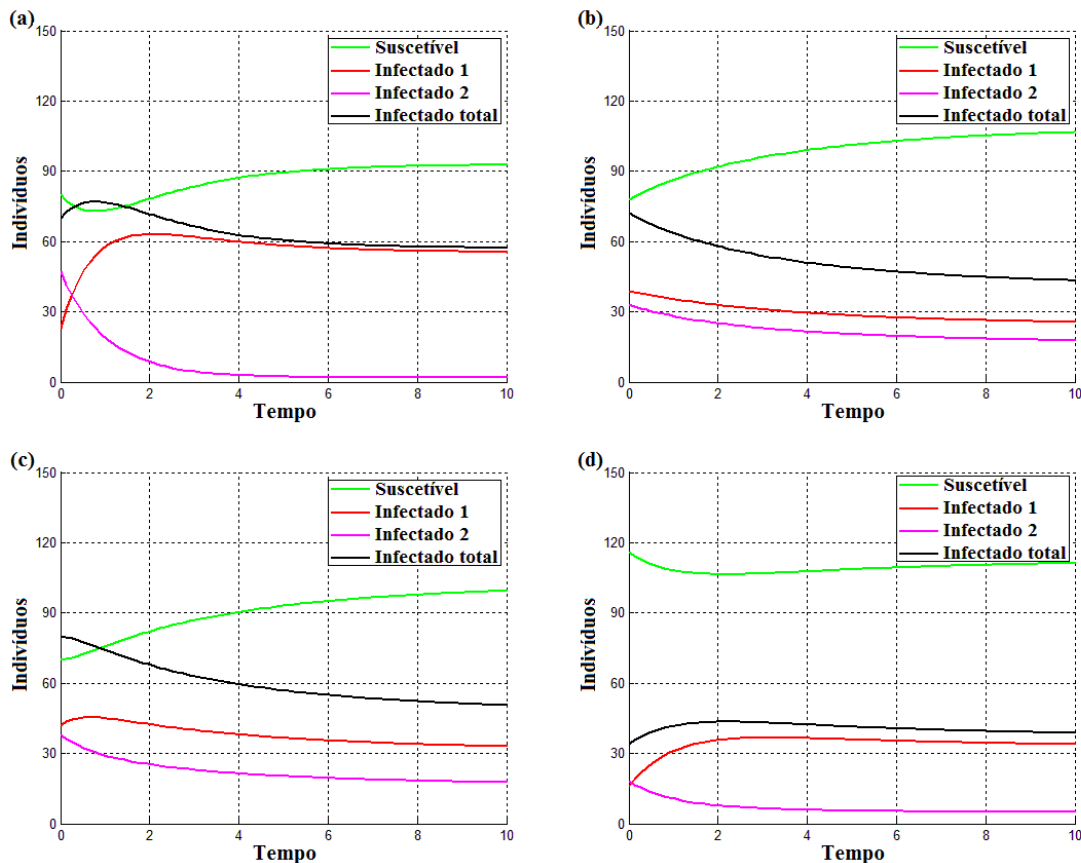 (a)
150
120
90
60
30
0
Indivíduos
Suscetível
Infectado 1
Infectado 2
Infectado total
0 2 4 6 8 10
Tempo
(b)
150
120
90
60
30
0
Indivíduos
Suscetível
Infectado 1
Infectado 2
Infectado total
0 2 4 6 8 10
Tempo
(c)
150
120
90
60
30
0
Indivíduos
Suscetível
Infectado 1
Infectado 2
Infectado total
0 2 4 6 8 10
Tempo
(d)
150
120
90
60
30
0
Indivíduos
Suscetível
Infectado 1
Infectado 2
Infectado total
0 2 4 6 8 10
Tempo